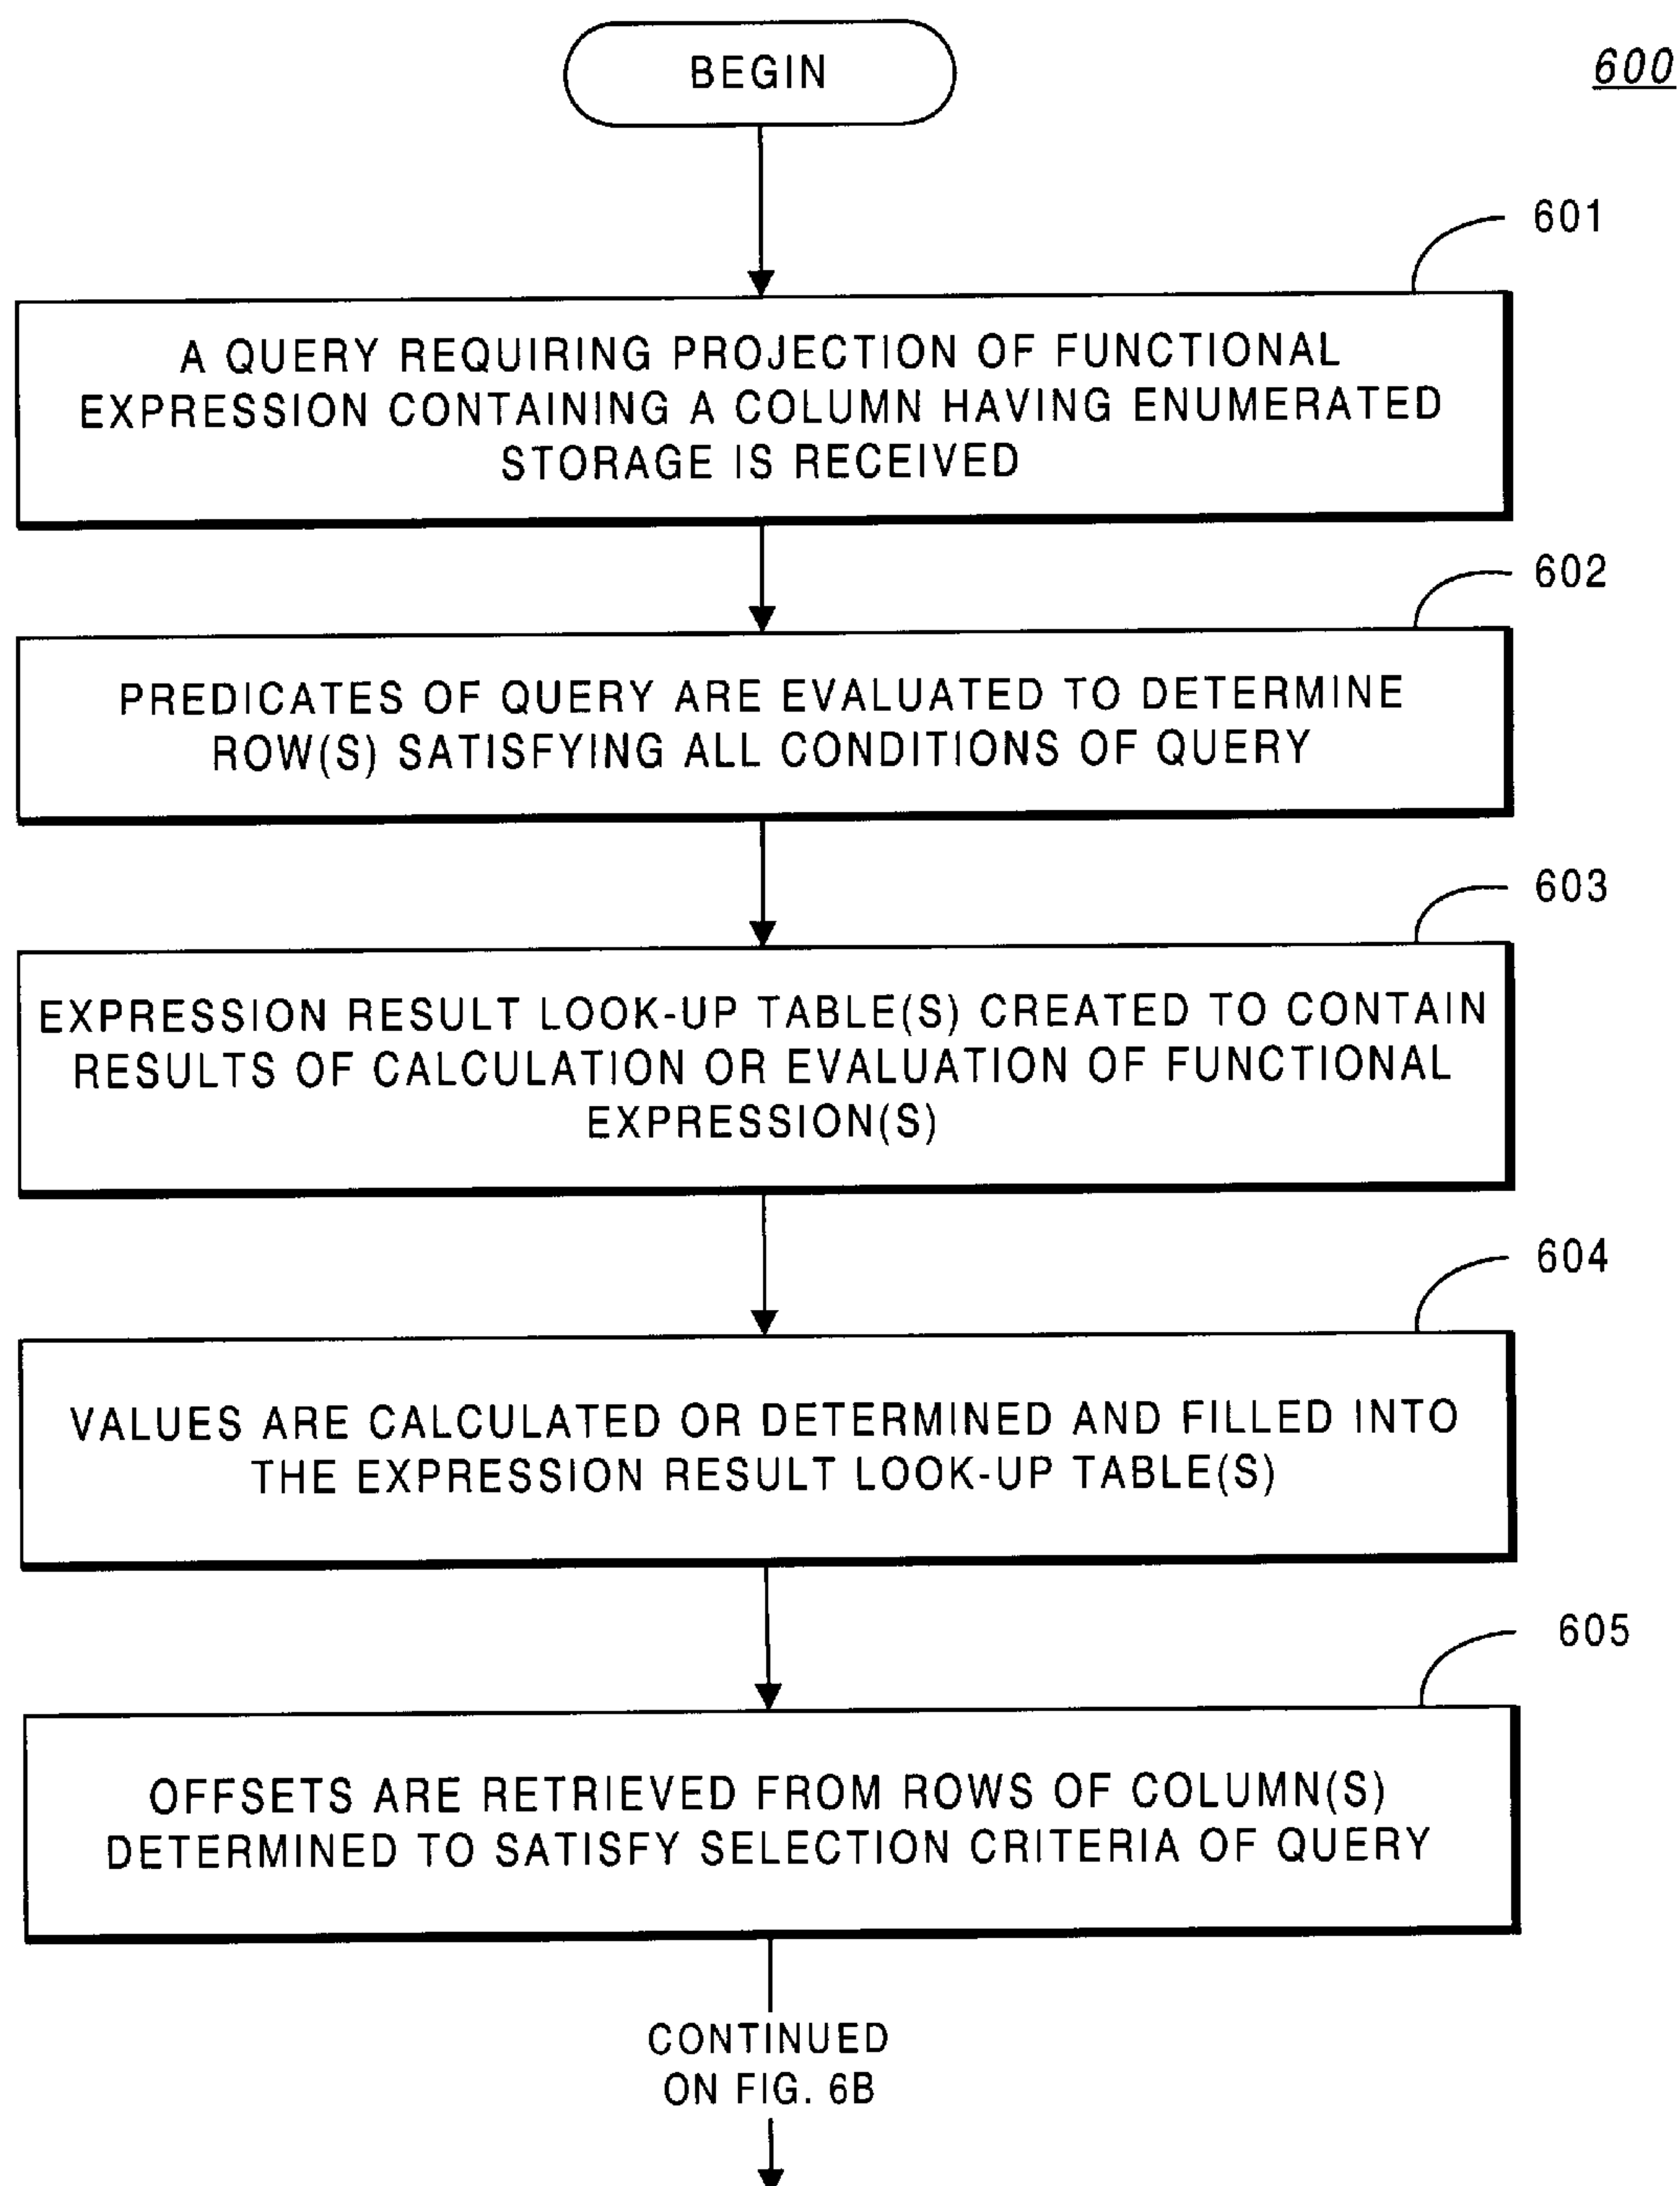 BEGIN
600
601
A QUERY REQUIRING PROJECTION OF FUNCTIONAL
EXPRESSION CONTAINING A COLUMN HAVING ENUMERATED
STORAGE IS RECEIVED
602
PREDICATES OF QUERY ARE EVALUATED TO DETERMINE
ROW(S) SATISFYING ALL CONDITIONS OF QUERY
603
EXPRESSION RESULT LOOK-UP TABLE(S) CREATED TO CONTAIN
RESULTS OF CALCULATION OR EVALUATION OF FUNCTIONAL
EXPRESSION(S)
604
VALUES ARE CALCULATED OR DETERMINED AND FILLED INTO
THE EXPRESSION RESULT LOOK-UP TABLE(S)
605
OFFSETS ARE RETRIEVED FROM ROWS OF COLUMN(S)
DETERMINED TO SATISFY SELECTION CRITERIA OF QUERY
CONTINUED
ON FIG. 6B